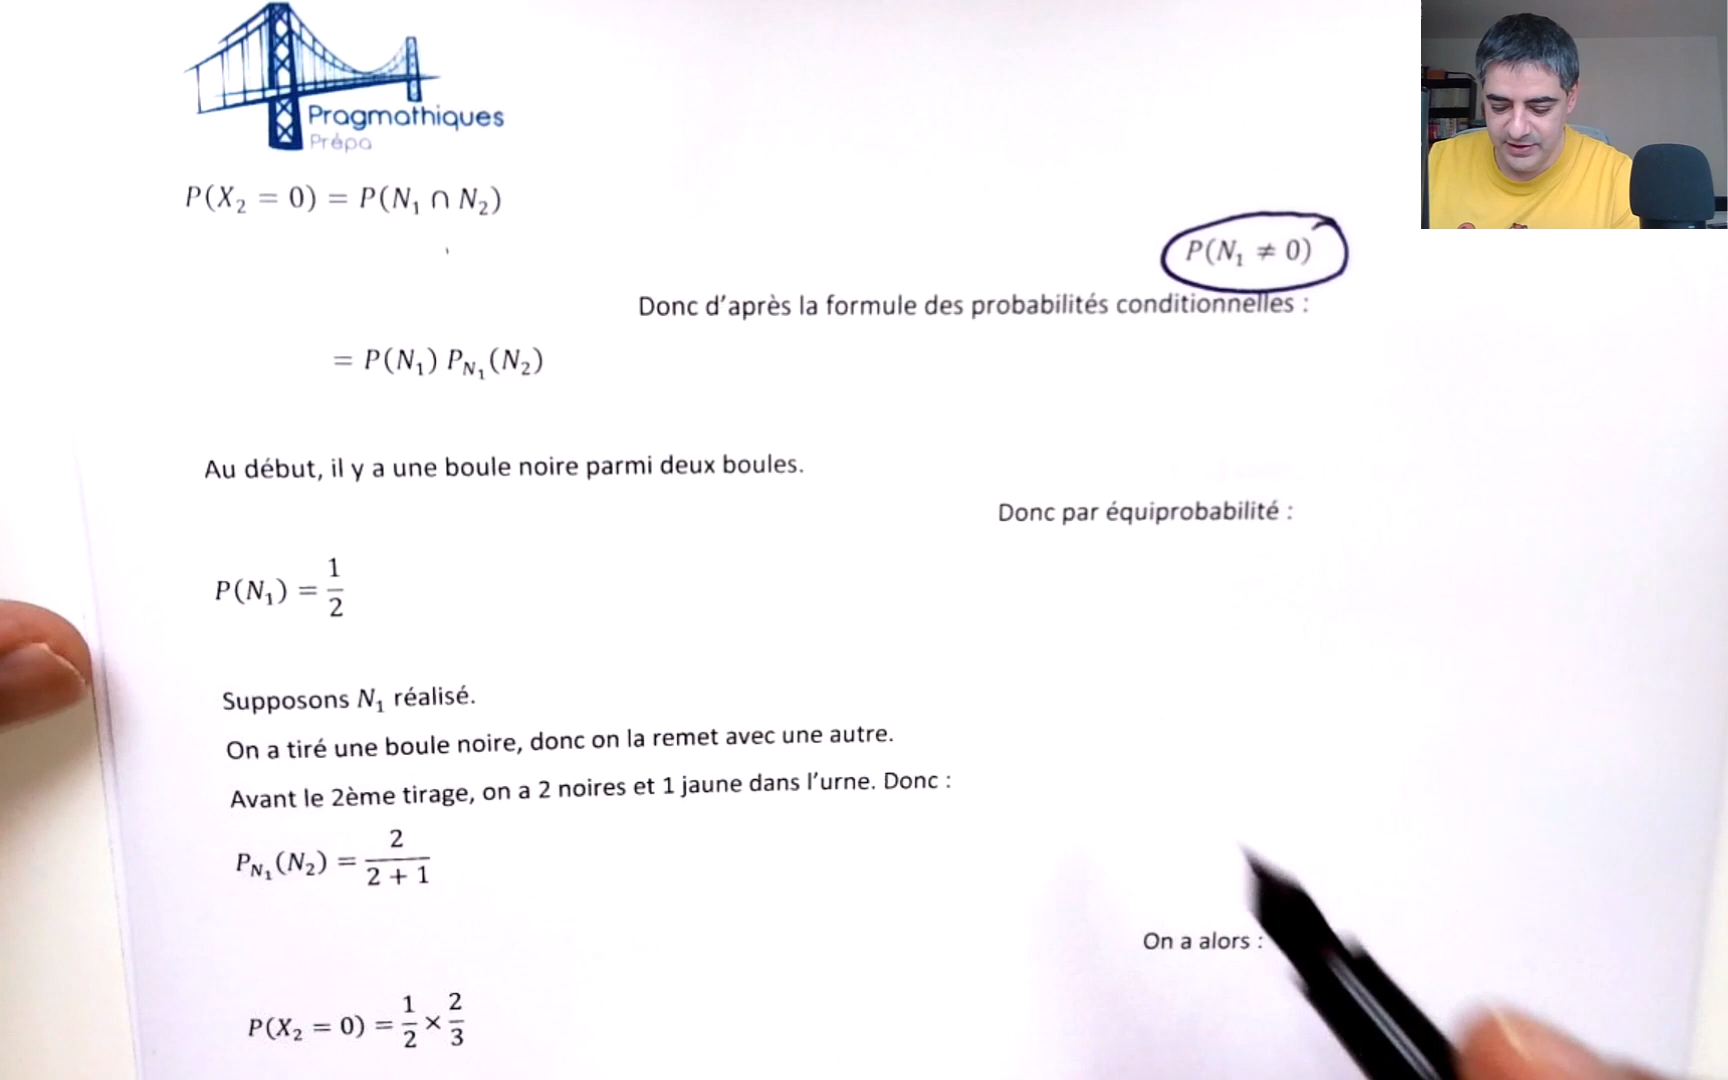 Pragmathiques
Prépa
P(X₂ = 0) = P(N₁ ∩ N₂)
P(N₁ ≠ 0)
Donc d'après la formule des probabilités conditionnelles :
= P(N₁) P_{N₁}(N₂)
Au début, il y a une boule noire parmi deux boules.
Donc par équiprobabilité :
P(N₁) = 1/2
Supposons N₁ réalisé.
On a tiré une boule noire, donc on la remet avec une autre.
Avant le 2ème tirage, on a 2 noires et 1 jaune dans l'urne. Donc :
P_{N₁}(N₂) = 2/(2 + 1)
On a alors :
P(X₂ = 0) = 1/2 × 2/3